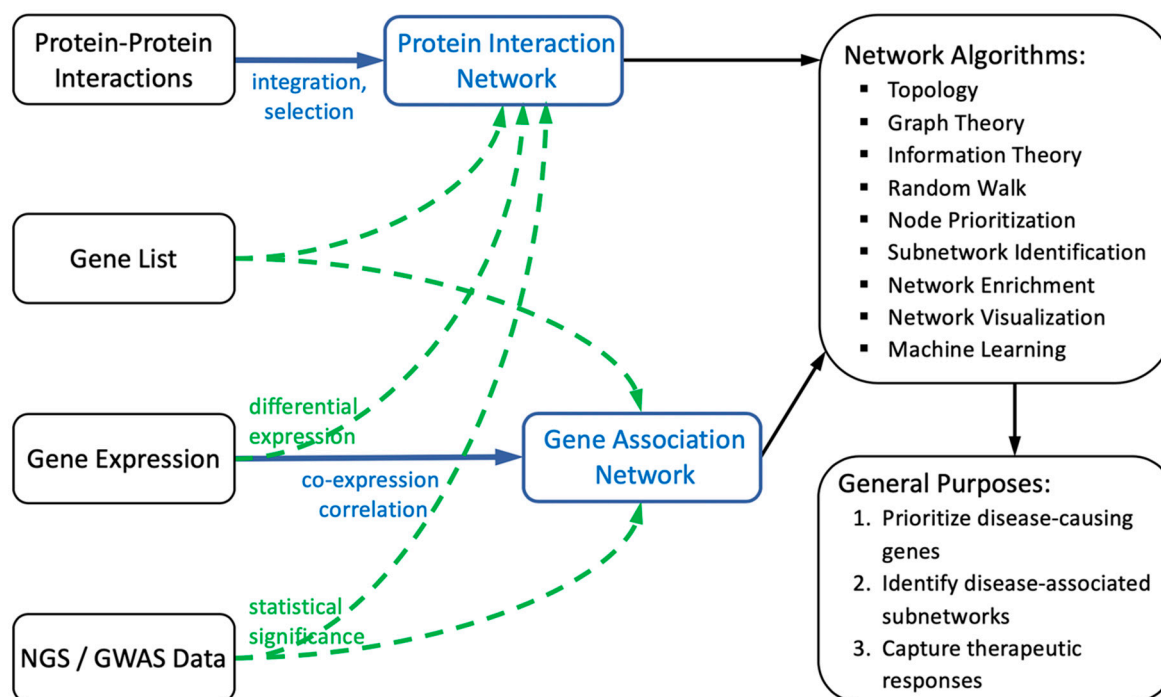 Protein-Protein
Interactions
integration,
selection
Protein Interaction
Network
Gene List
Gene Expression
differential
expression
co-expression
correlation
Gene Association
Network
NGS / GWAS Data
statistical
significance
Network Algorithms:
▪ Topology
▪ Graph Theory
▪ Information Theory
▪ Random Walk
▪ Node Prioritization
▪ Subnetwork Identification
▪ Network Enrichment
▪ Network Visualization
▪ Machine Learning
General Purposes:
1. Prioritize disease-causing
genes
2. Identify disease-associated
subnetworks
3. Capture therapeutic
responses